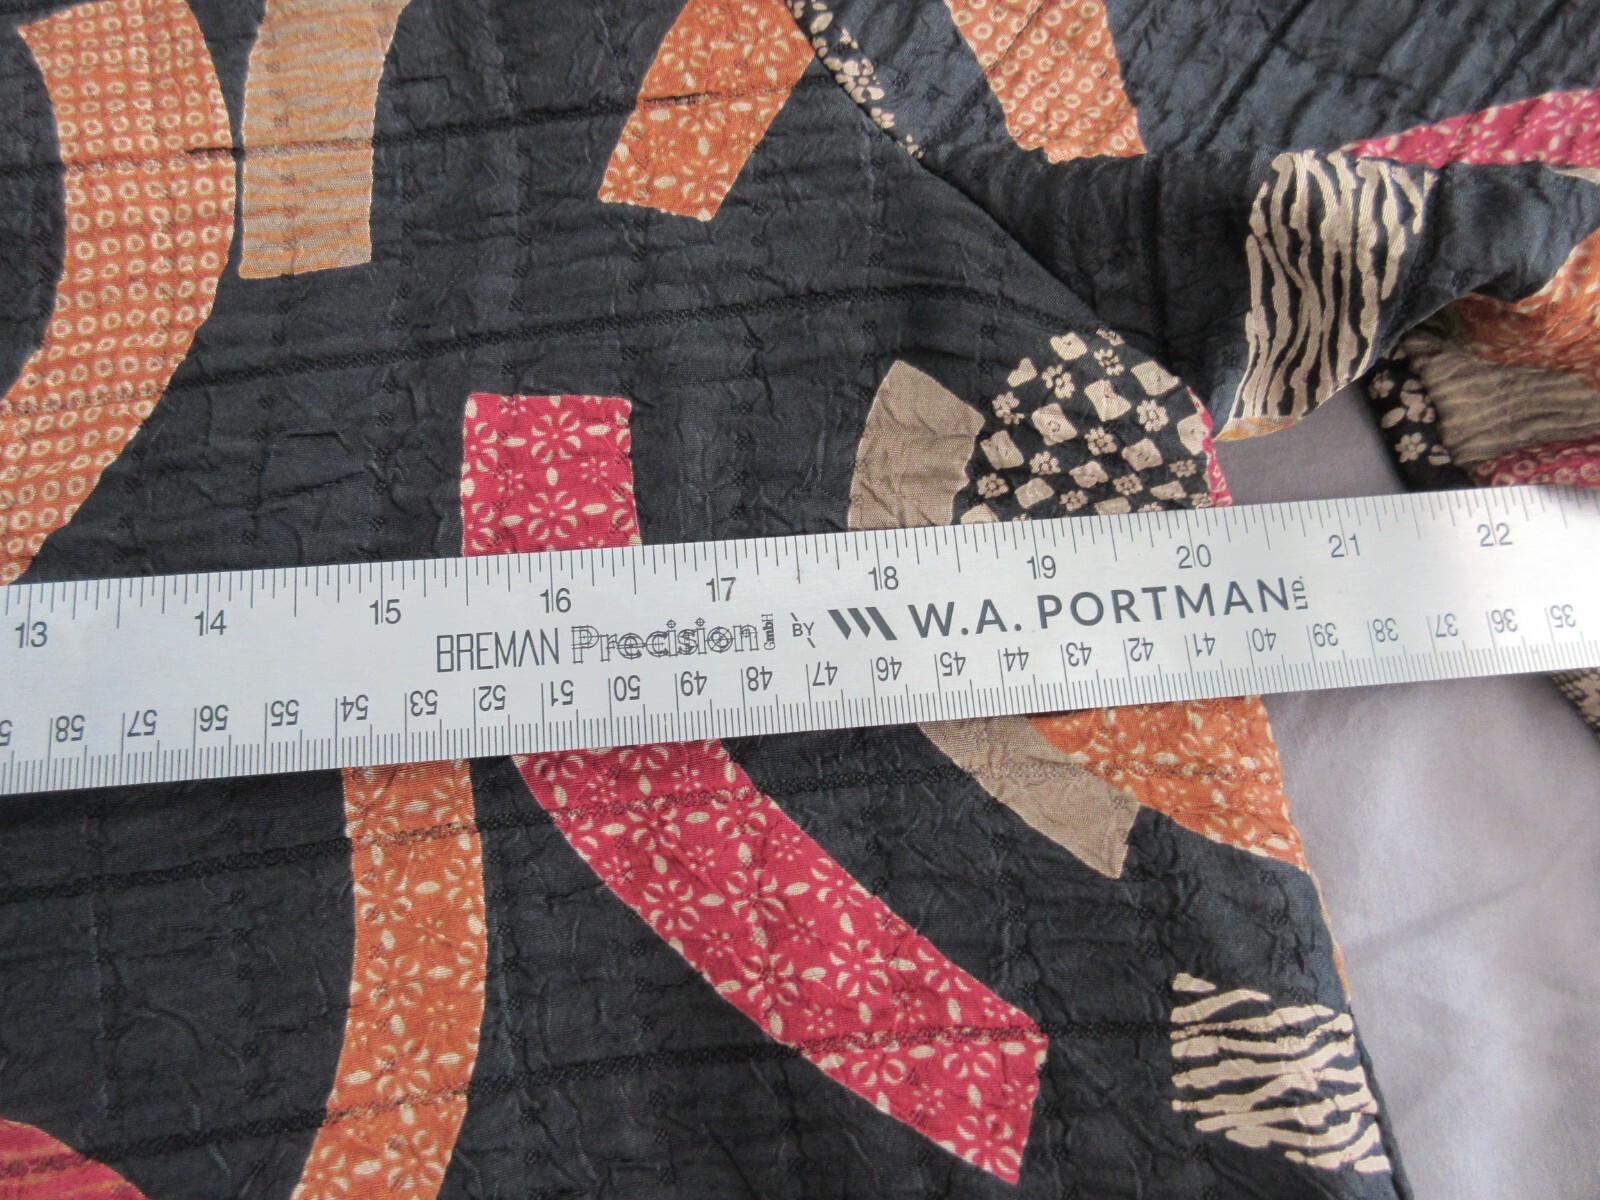 13 14 15 16 17 18 19 20 21 22
BREMAN Precision BY W.A. PORTMAN LTD.
58 57 56 55 54 53 52 51 50 49 48 47 46 45 44 43 42 41 40 39 38 37 36 35